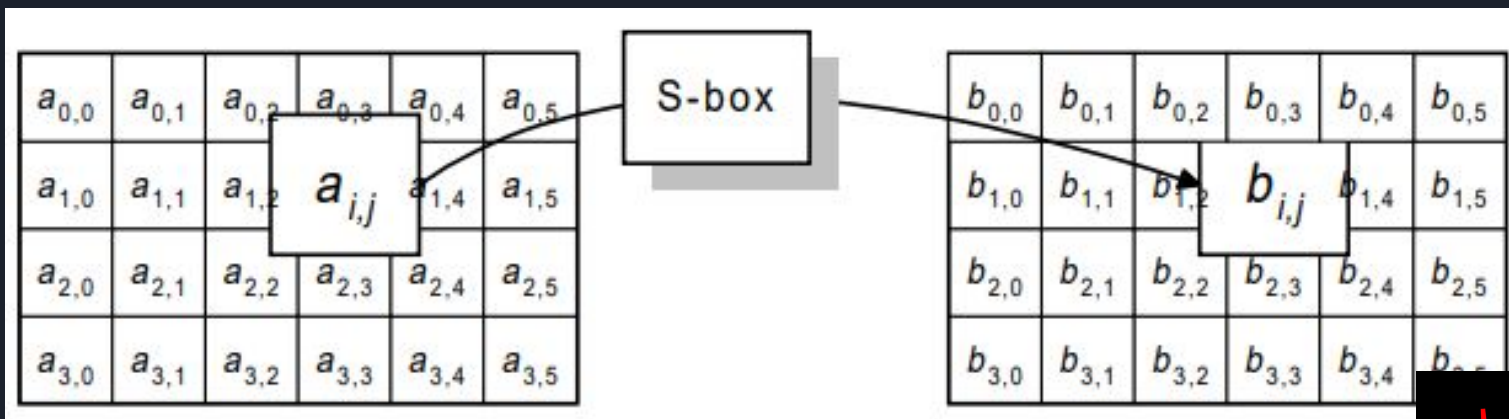 S-box
a0,0 a0,1 a0,2 a0,3 a0,4 a0,5 b0,0 b0,1 b0,2 b0,3 b0,4 b0,5
a1,0 a1,1 a1,2 ai,j a1,4 a1,5 b1,0 b1,1 b1,2 bi,j b1,4 b1,5
a2,0 a2,1 a2,2 a2,3 a2,4 a2,5 b2,0 b2,1 b2,2 b2,3 b2,4 b2,5
a3,0 a3,1 a3,2 a3,3 a3,4 a3,5 b3,0 b3,1 b3,2 b3,3 b3,4